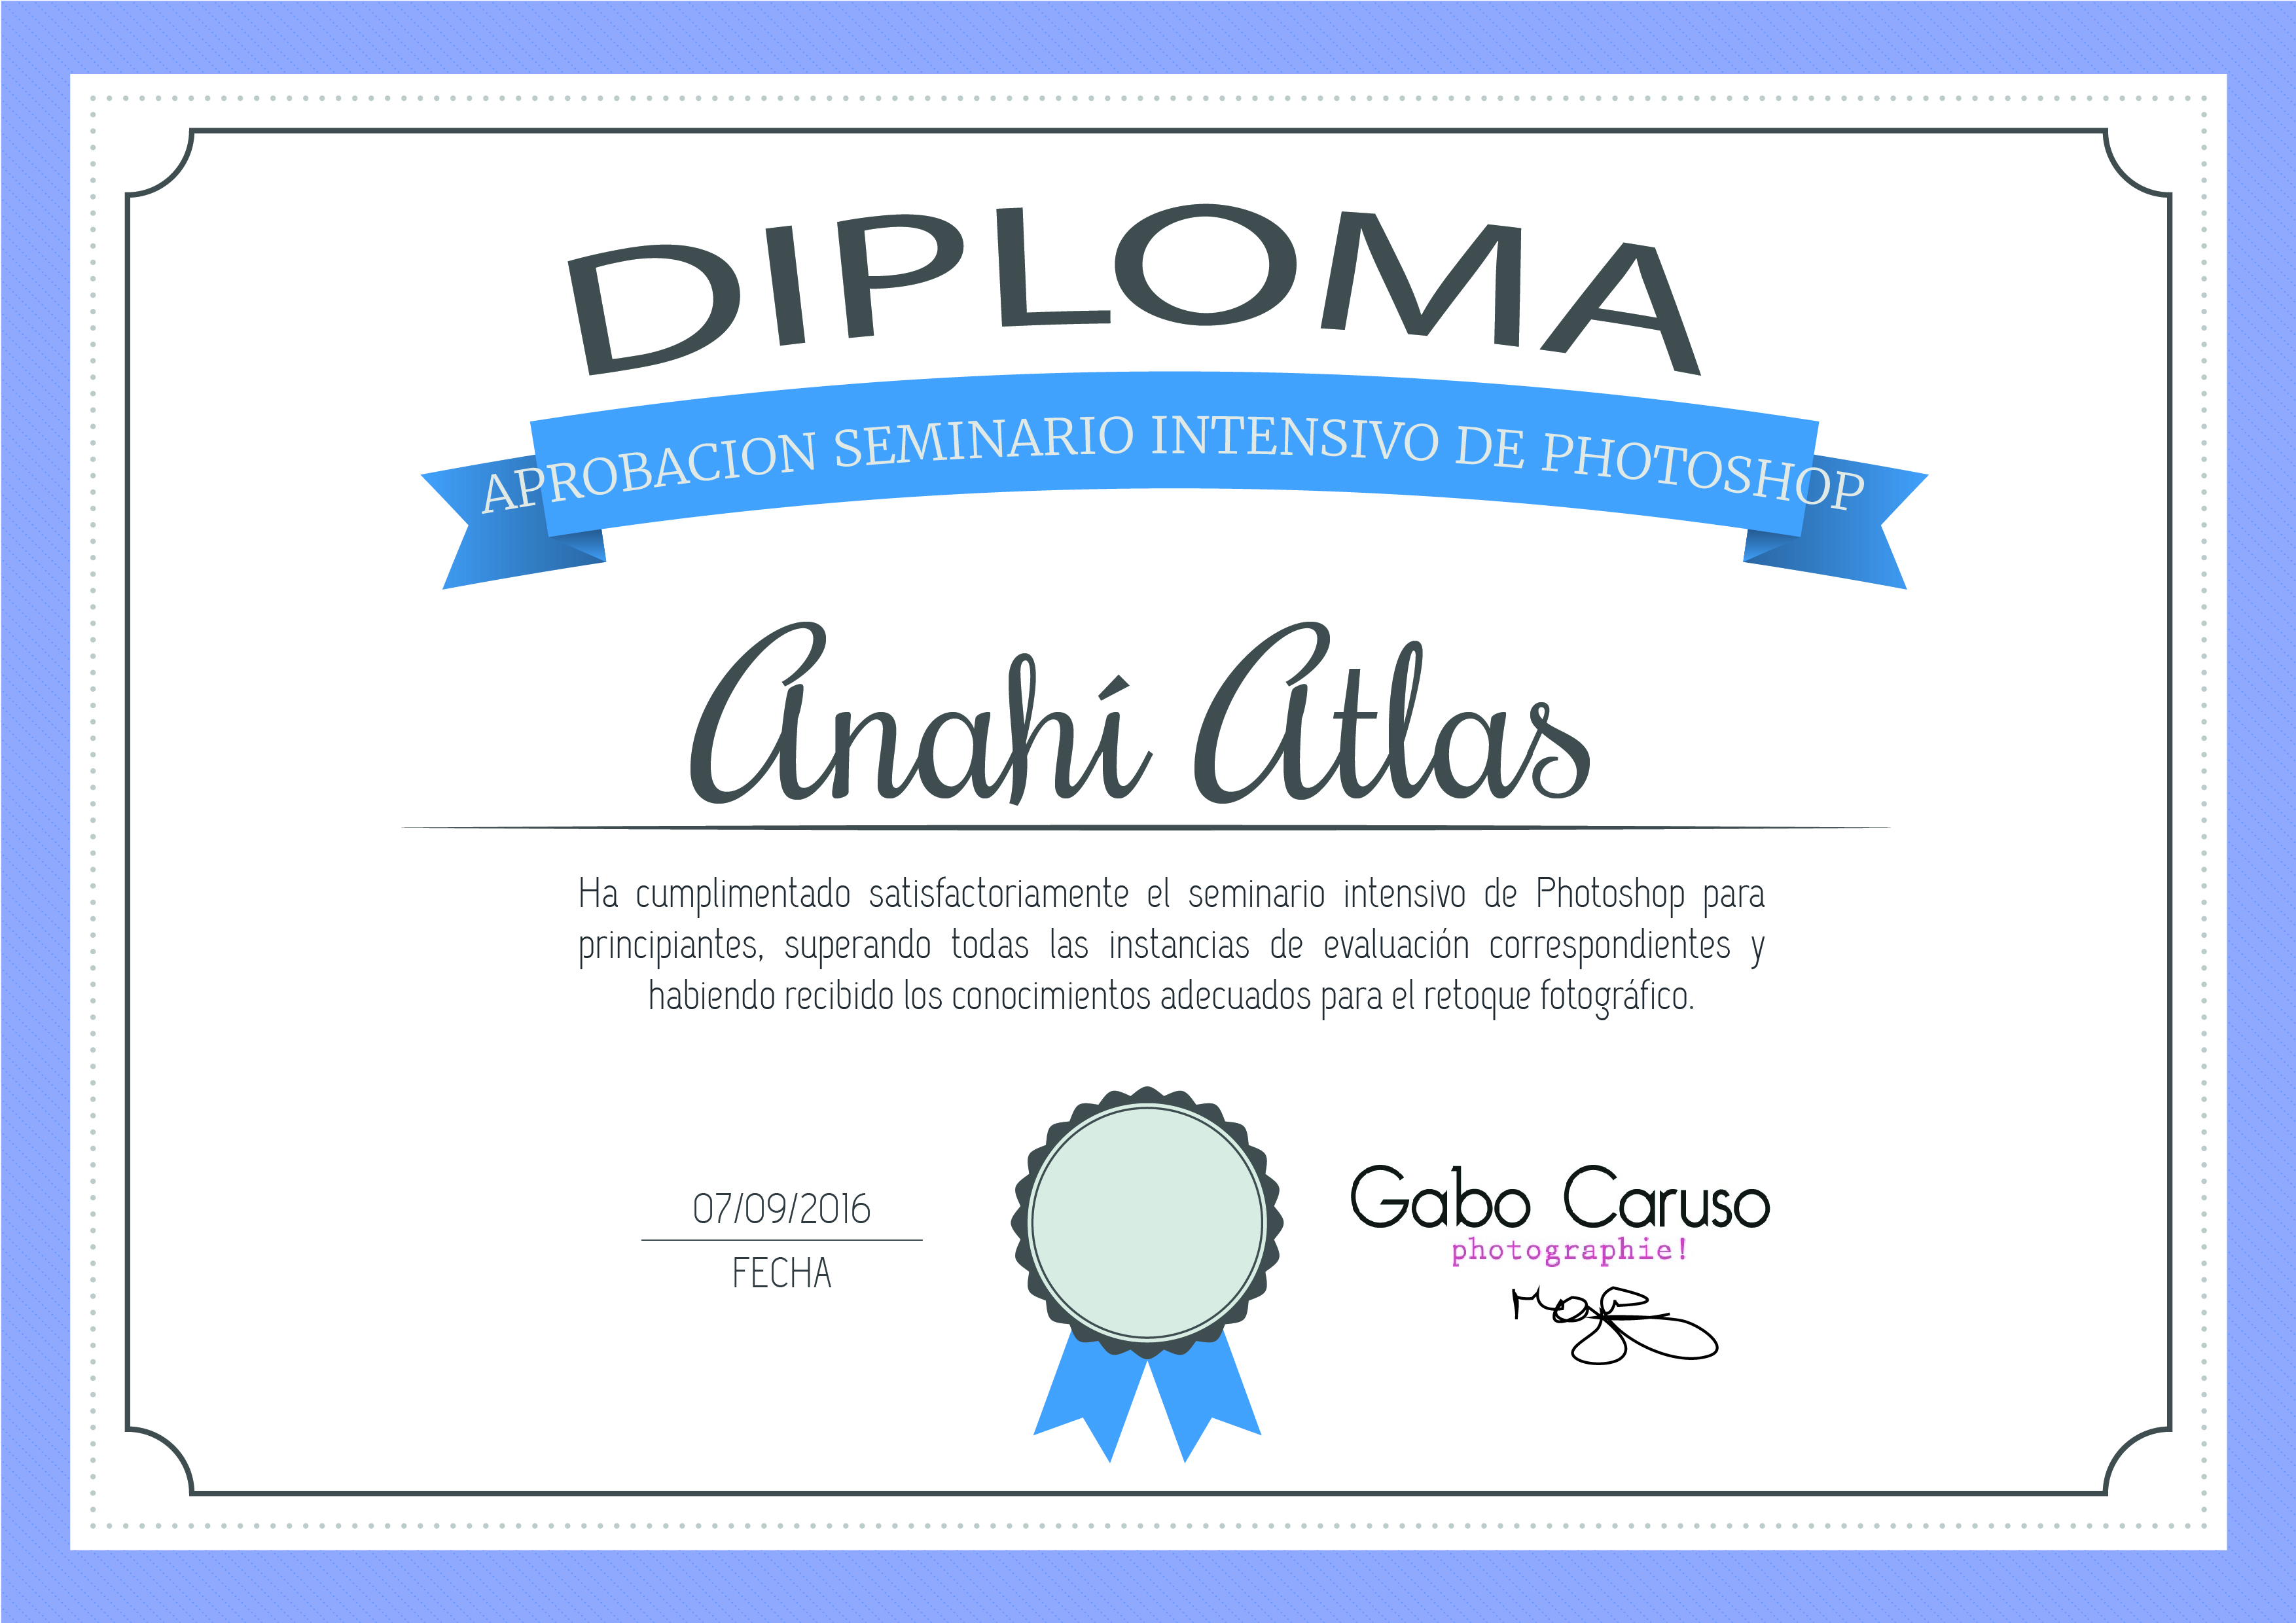 DIPLOMA
APROBACION SEMINARIO INTENSIVO DE PHOTOSHOP
Anahí Atlas
Ha cumplimentado satisfactoriamente el seminario intensivo de Photoshop para
principiantes, superando todas las instancias de evaluación correspondientes y
habiendo recibido los conocimientos adecuados para el retoque fotográfico.
07/09/2016
FECHA
Gabo Caruso
photographie!